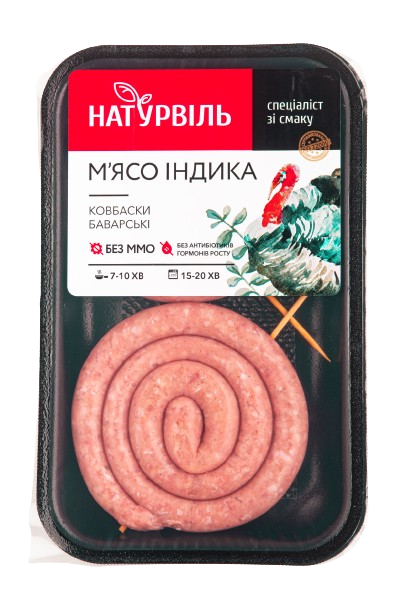 НАТУРВІЛЬ
спеціаліст
зі смаку
М'ЯСО ІНДИКА
КОВБАСКИ
БАВАРСЬКІ
БЕЗ ММО
БЕЗ АНТИБІОТИКІВ
ГОРМОНІВ РОСТУ
7-10 ХВ
15-20 ХВ